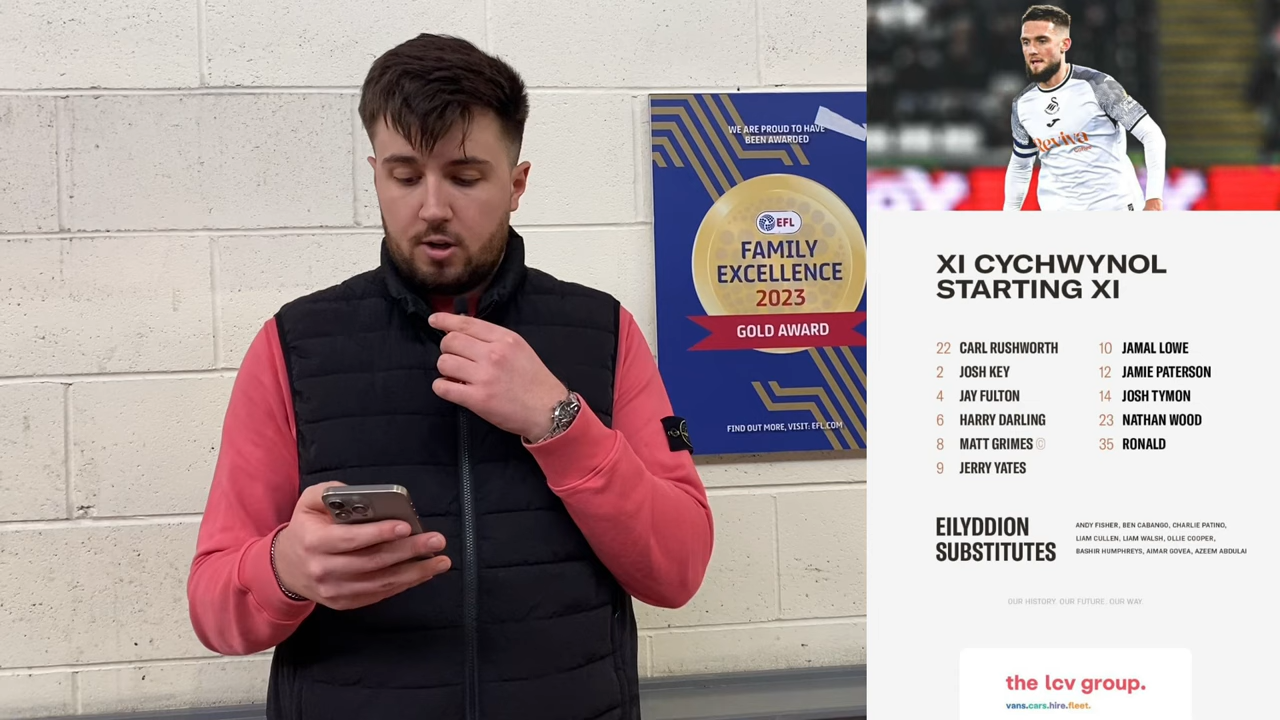 WE ARE PROUD TO HAVE
BEEN AWARDED
EFL
FAMILY
EXCELLENCE
2023
GOLD AWARD
FIND OUT MORE, VISIT: EFL.COM
Reviva
XI CYCHWYNOL
STARTING XI
22 CARL RUSHWORTH
2 JOSH KEY
4 JAY FULTON
6 HARRY DARLING
8 MATT GRIMES ©
9 JERRY YATES
10 JAMAL LOWE
12 JAMIE PATERSON
14 JOSH TYMON
23 NATHAN WOOD
35 RONALD
EILYDDION
SUBSTITUTES
ANDY FISHER, BEN CABANGO, CHARLIE PATINO,
LIAM CULLEN, LIAM WALSH, OLLIE COOPER,
BASHIR HUMPHREYS, AIMAR GOVEA, AZEEM ABDULAI
OUR HISTORY. OUR FUTURE. OUR WAY.
the lcv group.
vans.cars.hire.fleet.